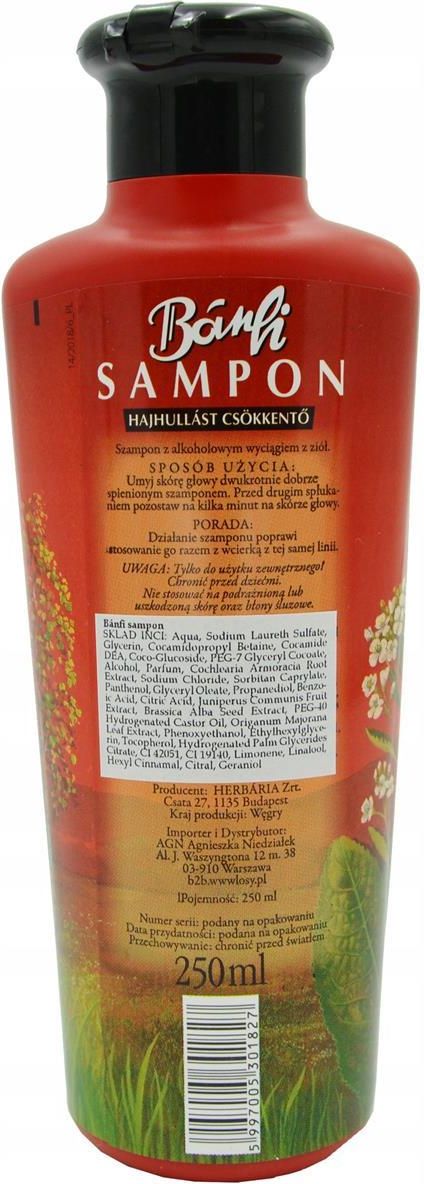 14/2018/6_PL
Bánfi
SAMPON
HAJHULLÁST CSÖKKENTŐ
Szampon z alkoholowym wyciągiem z ziół.
SPOSÓB UŻYCIA:
Umyj skórę głowy dwukrotnie dobrze
spienionym szamponem. Przed drugim spłuka-
niem pozostaw na kilka minut na skórze głowy.
PORADA:
Działanie szamponu poprawi
stosowanie go razem z wcierką z tej samej linii.
UWAGA: Tylko do użytku zewnętrznego!
Chronić przed dziećmi.
Nie stosować na podrażnioną lub
uszkodzoną skórę oraz błony śluzowe.
Bánfi sampon
SKLAD INCI: Aqua, Sodium Laureth Sulfate,
Glycerin, Cocamidopropyl Betaine, Cocamide
DEA, Coco-Glucoside, PEG-7 Glyceryl Cocoate,
Alcohol, Parfum, Cochlearia Armoracia Root
Extract, Sodium Chloride, Sorbitan Caprylate,
Panthenol, Glyceryl Oleate, Propanediol, Benzo-
ic Acid, Citric Acid, Juniperus Communis Fruit
Extract, Brassica Alba Seed Extract, PEG-40
Hydrogenated Castor Oil, Origanum Majorana
Leaf Extract, Phenoxyethanol, Ethylhexylglyce-
rin, Tocopherol, Hydrogenated Palm Glycerides
Citrate, CI 42051, CI 19140, Limonene, Linalool,
Hexyl Cinnamal, Citral, Geraniol
Producent: HERBÁRIA Zrt.
Csata 27, 1135 Budapest
Kraj produkcji: Węgry
Importer i Dystrybutor:
AGN Agnieszka Niedziałek
Al. J. Waszyngtona 12 m. 38
03-910 Warszawa
b2b.wwwlosy.pl
Pojemność: 250 ml
Numer serii: podany na opakowaniu
Data przydatności: podana na opakowaniu
Przechowywanie: chronić przed światłem
250ml
5997005301827